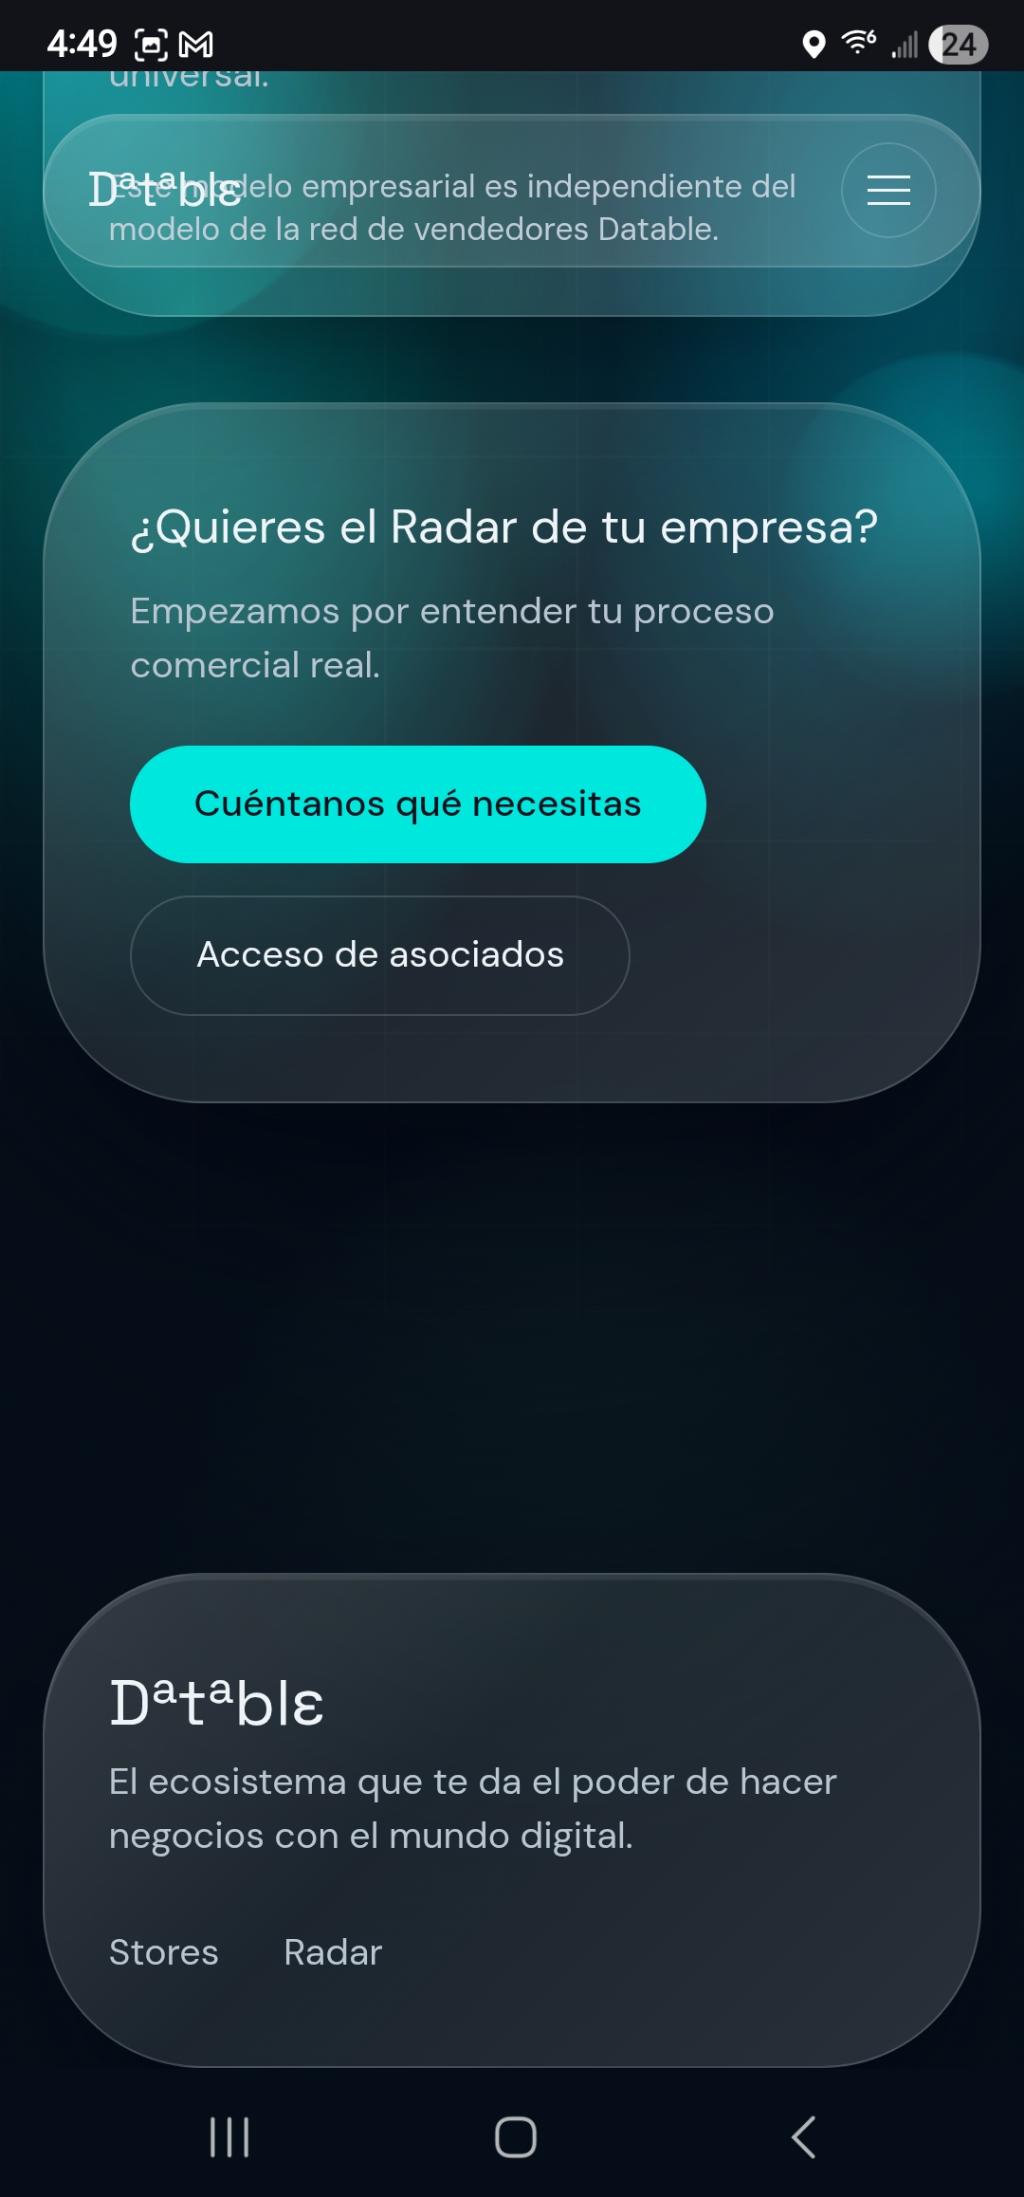 4:49
24
universal.
Dᵃtᵃblɛ
Este modelo empresarial es independiente del
modelo de la red de vendedores Datable.
¿Quieres el Radar de tu empresa?
Empezamos por entender tu proceso
comercial real.
Cuéntanos qué necesitas
Acceso de asociados
Dᵃtᵃblɛ
El ecosistema que te da el poder de hacer
negocios con el mundo digital.
Stores Radar